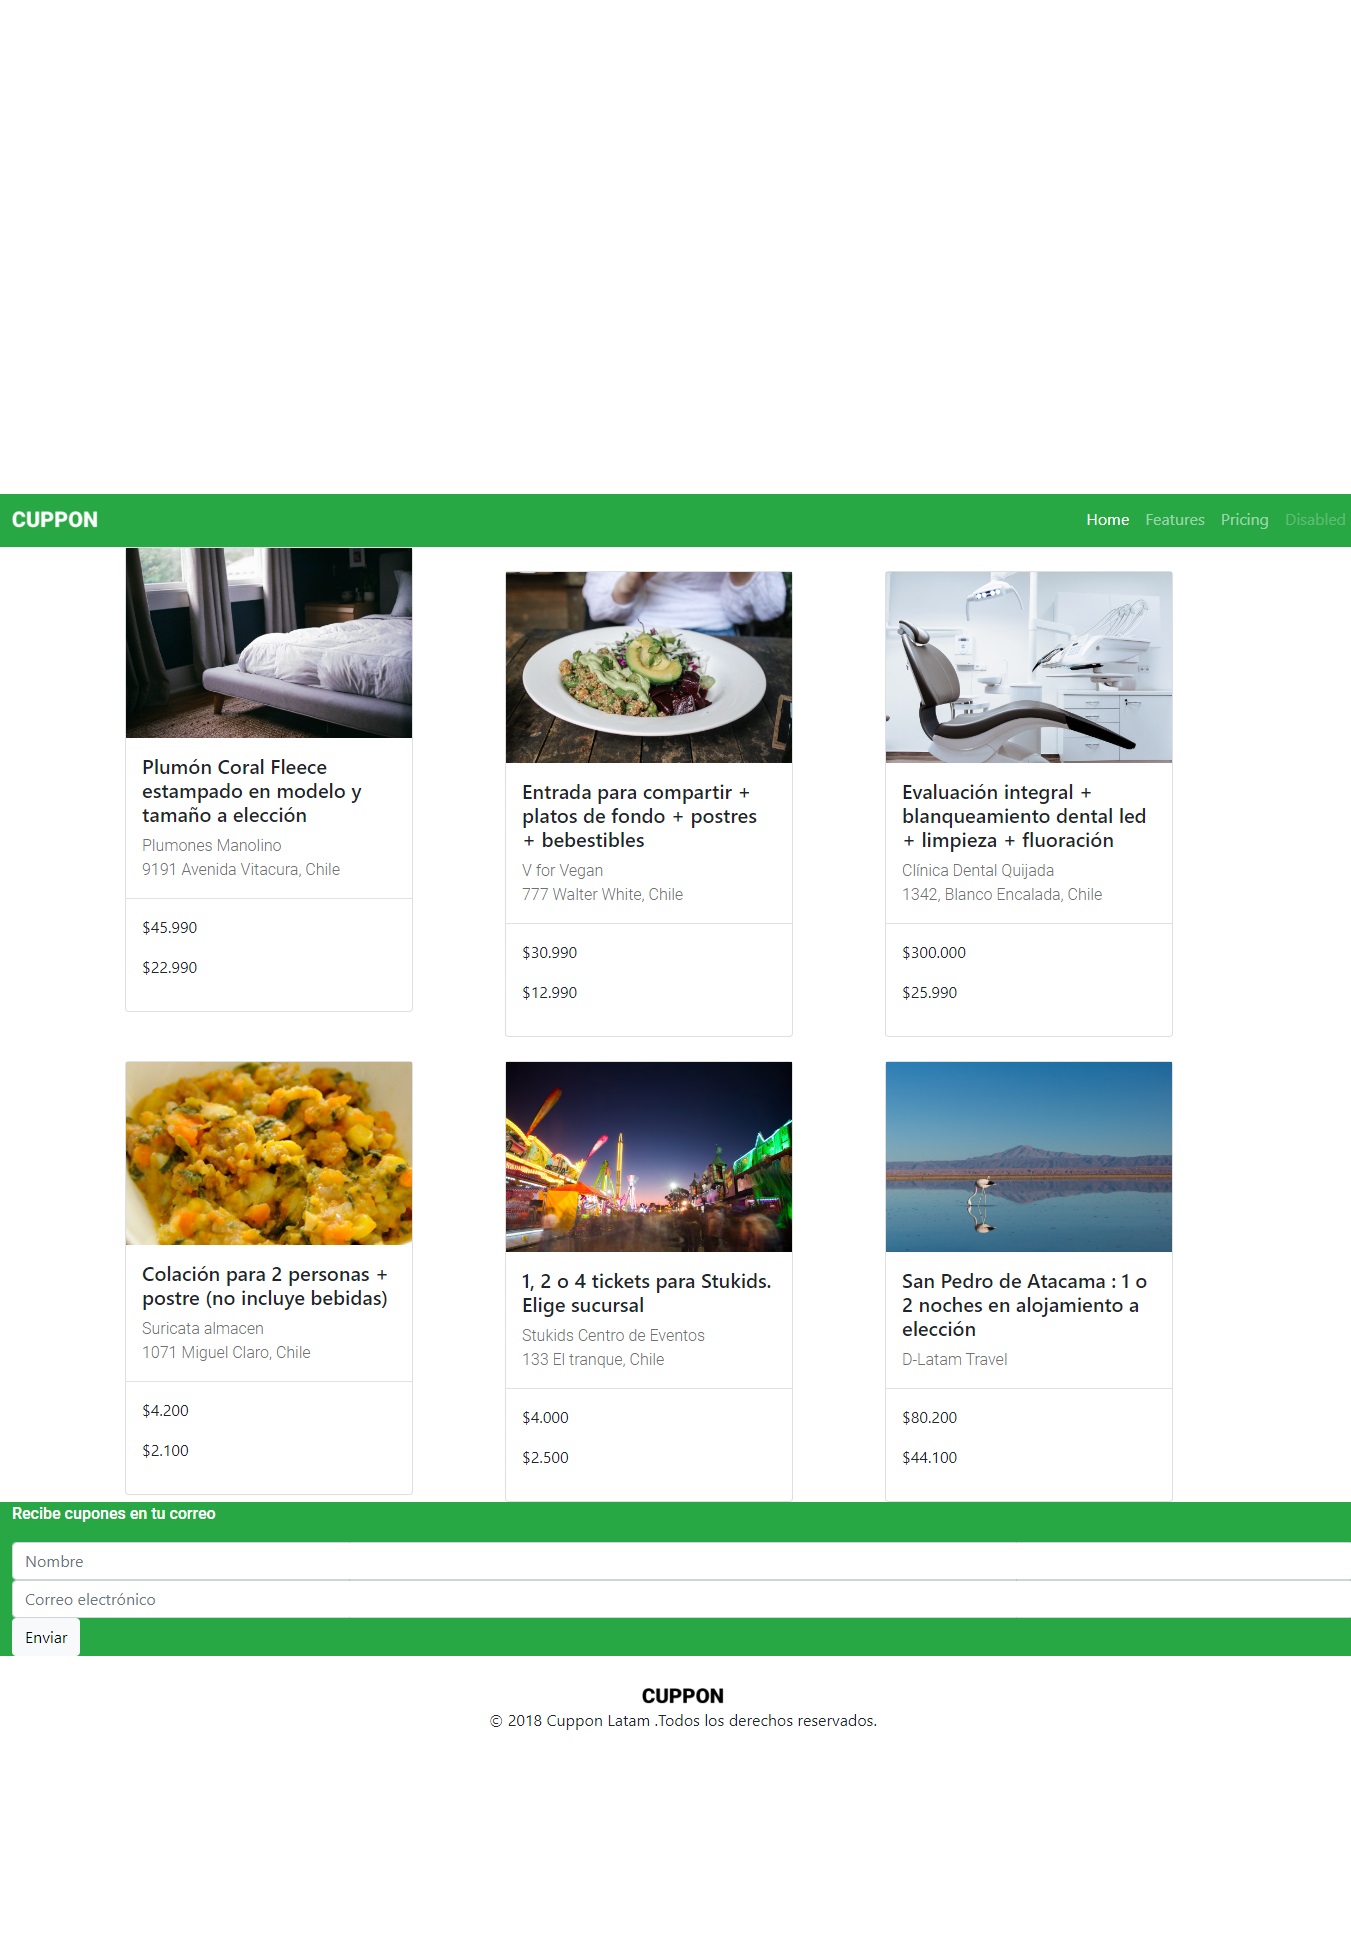 CUPPON
Home Features Pricing Disabled
Plumón Coral Fleece
estampado en modelo y
tamaño a elección
Plumones Manolino
9191 Avenida Vitacura, Chile
$45.990
$22.990
Entrada para compartir +
platos de fondo + postres
+ bebestibles
V for Vegan
777 Walter White, Chile
$30.990
$12.990
Evaluación integral +
blanqueamiento dental led
+ limpieza + fluoración
Clínica Dental Quijada
1342, Blanco Encalada, Chile
$300.000
$25.990
Colación para 2 personas +
postre (no incluye bebidas)
Suricata almacen
1071 Miguel Claro, Chile
$4.200
$2.100
1, 2 o 4 tickets para Stukids.
Elige sucursal
Stukids Centro de Eventos
133 El tranque, Chile
$4.000
$2.500
San Pedro de Atacama : 1 o
2 noches en alojamiento a
elección
D-Latam Travel
$80.200
$44.100
Recibe cupones en tu correo
Nombre
Correo electrónico
Enviar
CUPPON
© 2018 Cuppon Latam .Todos los derechos reservados.